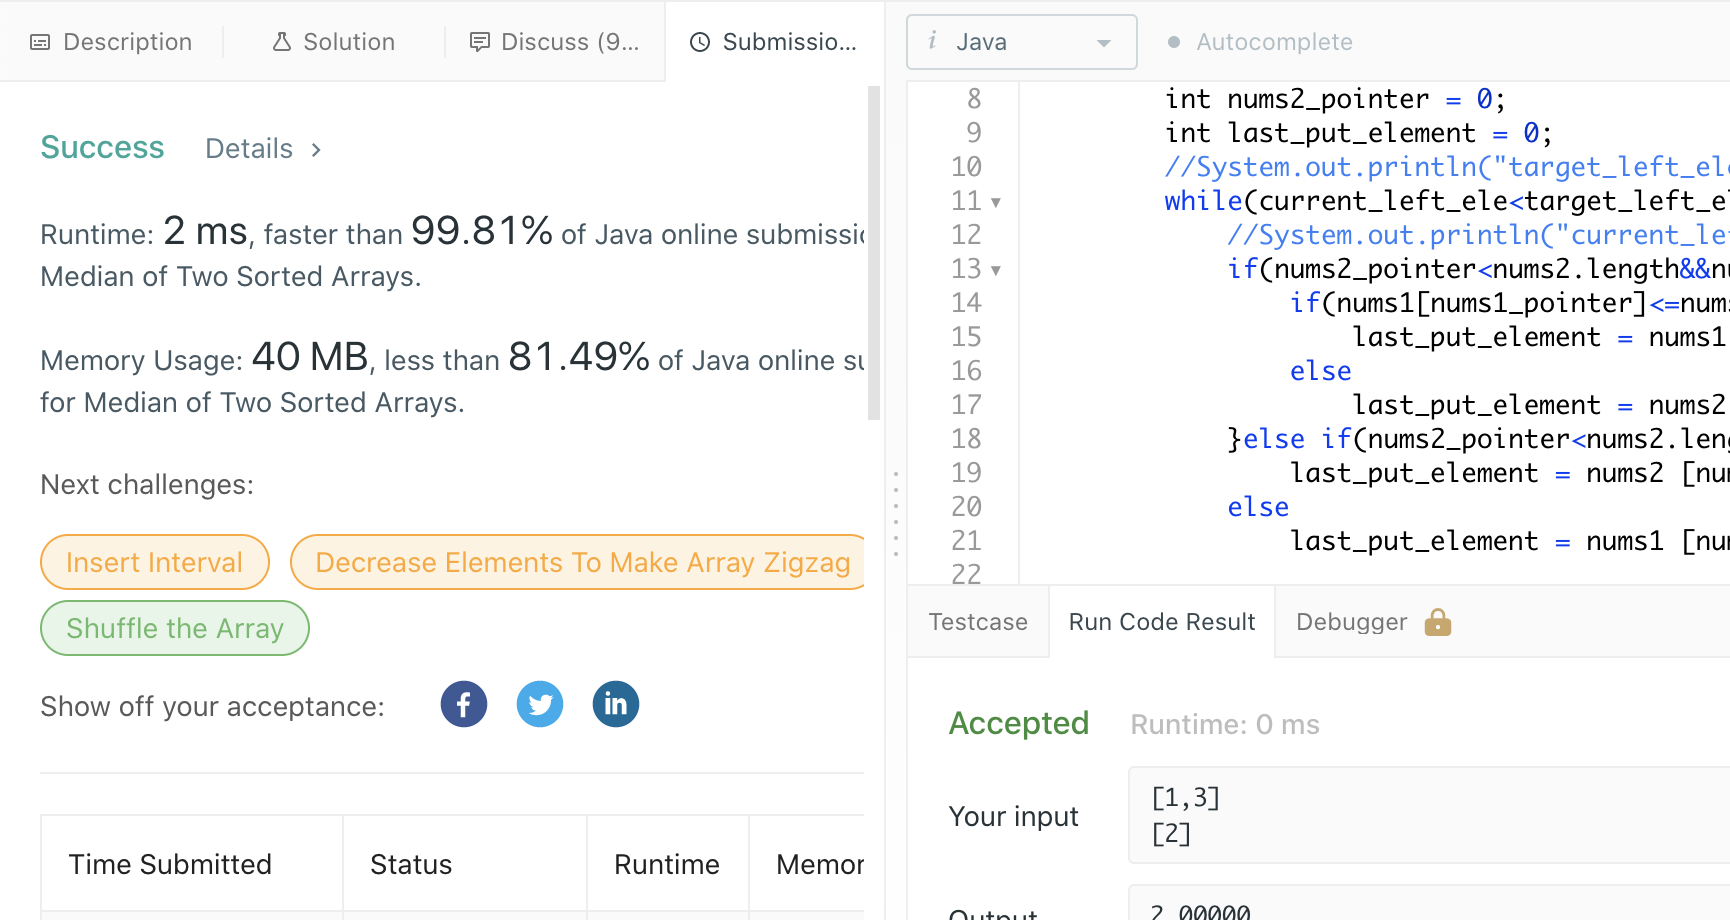 Description
Solution
Discuss (9...
Submissio...
Success
Details >
Runtime: 2 ms, faster than 99.81% of Java online
Median of Two Sorted Arrays.
Memory Usage: 40 MB, less than 81.49% of Java online
for Median of Two Sorted Arrays.
Next challenges:
Insert Interval
Decrease Elements To Make Array Zigzag
Shuffle the Array
Show off your acceptance:
Time Submitted
Status
Runtime
i Java
Autocomplete
8 int nums2_pointer = 0;
9 int last_put_element = 0;
10 //System.out.println("target_left_el
11 while(current_left_ele<target_left_e
12 //System.out.println("current_le
13 if(nums2_pointer<nums2.length&&n
14 if(nums1[nums1_pointer]<=num
15 last_put_element = nums1
16 else
17 last_put_element = nums2
18 }else if(nums2_pointer<nums2.len
19 last_put_element = nums2 [nu
20 else
21 last_put_element = nums1 [nu
22
Testcase
Run Code Result
Debugger
Accepted
Runtime: 0 ms
Your input
[1,3]
[2]
Output
2.00000